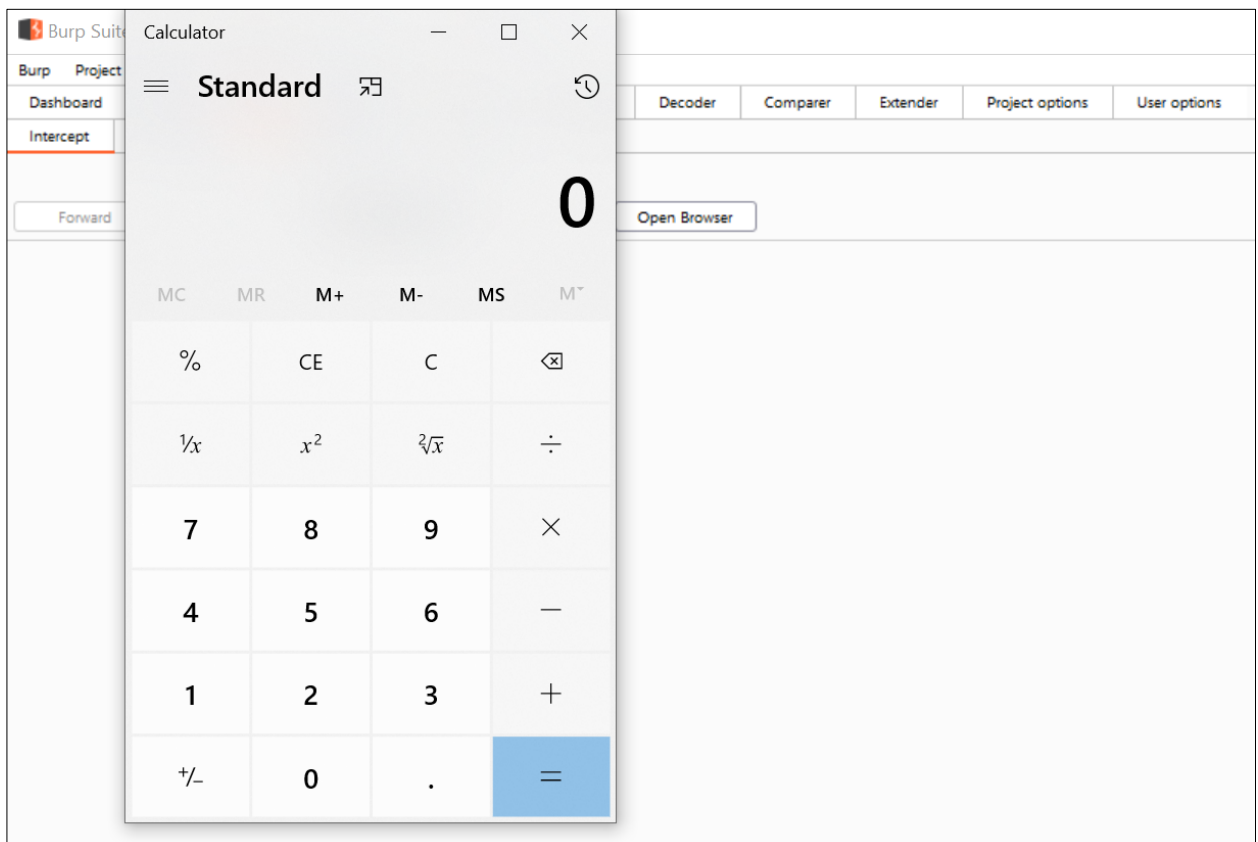 Burp Suite
Calculator
Burp Project
Standard
Dashboard
Decoder Comparer Extender Project options User options
Intercept
0
Forward
Open Browser
MC MR M+ M- MS M˅
% CE C
¹/x x² ²√x ÷
7 8 9 ×
4 5 6 −
1 2 3 +
+/− 0 . =